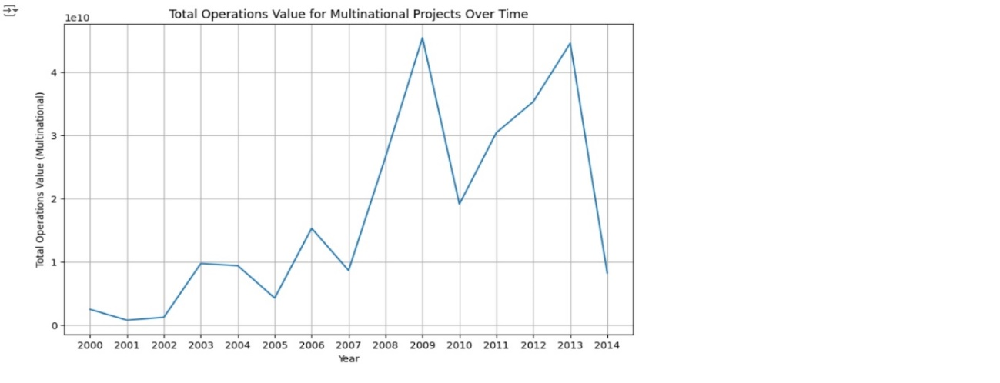 Total Operations Value for Multinational Projects Over Time
1e10
4
3
2
1
0
Total Operations Value (Multinational)
2000 2001 2002 2003 2004 2005 2006 2007 2008 2009 2010 2011 2012 2013 2014
Year